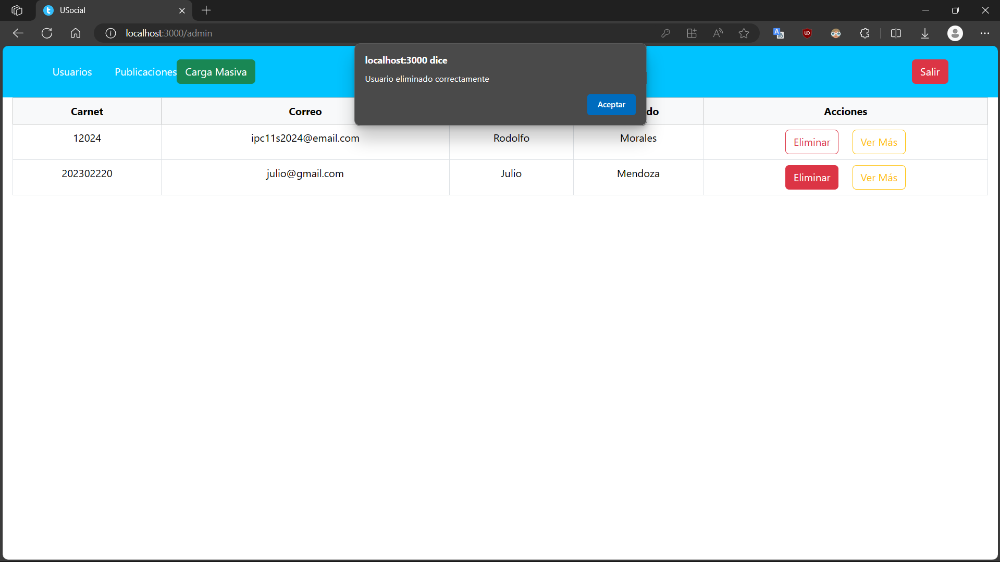 USocial
localhost:3000/admin
localhost:3000 dice
Usuario eliminado correctamente
Aceptar
Usuarios Publicaciones Carga Masiva Salir
Carnet Correo do Acciones
12024 ipc11s2024@email.com Rodolfo Morales Eliminar Ver Más
202302220 julio@gmail.com Julio Mendoza Eliminar Ver Más